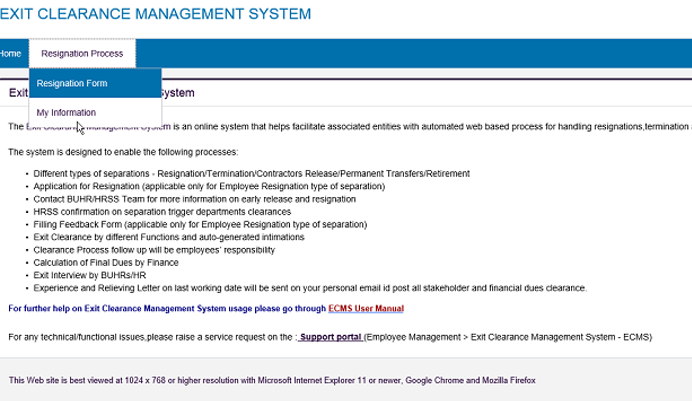 EXIT CLEARANCE MANAGEMENT SYSTEM
Home Resignation Process
Resignation Form
Exit System
My Information
The Exit Clearance Management System is an online system that helps facilitate associated entities with automated web based process for handling resignations,termination
The system is designed to enable the following processes:
• Different types of separations - Resignation/Termination/Contractors Release/Permanent Transfers/Retirement
• Application for Resignation (applicable only for Employee Resignation type of separation)
• Contact BUHR/HRSS Team for more information on early release and resignation
• HRSS confirmation on separation trigger departments clearances
• Filling Feedback Form (applicable only for Employee Resignation type of separation)
• Exit Clearance by different Functions and auto-generated intimations
• Clearance Process follow up will be employees' responsibility
• Calculation of Final Dues by Finance
• Exit Interview by BUHRs/HR
• Experience and Relieving Letter on last working date will be sent on your personal email id post all stakeholder and financial dues clearance.
For further help on Exit Clearance Management System usage please go through ECMS User Manual
For any technical/functional issues,please raise a service request on the : Support portal (Employee Management > Exit Clearance Management System - ECMS)
This Web site is best viewed at 1024 x 768 or higher resolution with Microsoft Internet Explorer 11 or newer, Google Chrome and Mozilla Firefox